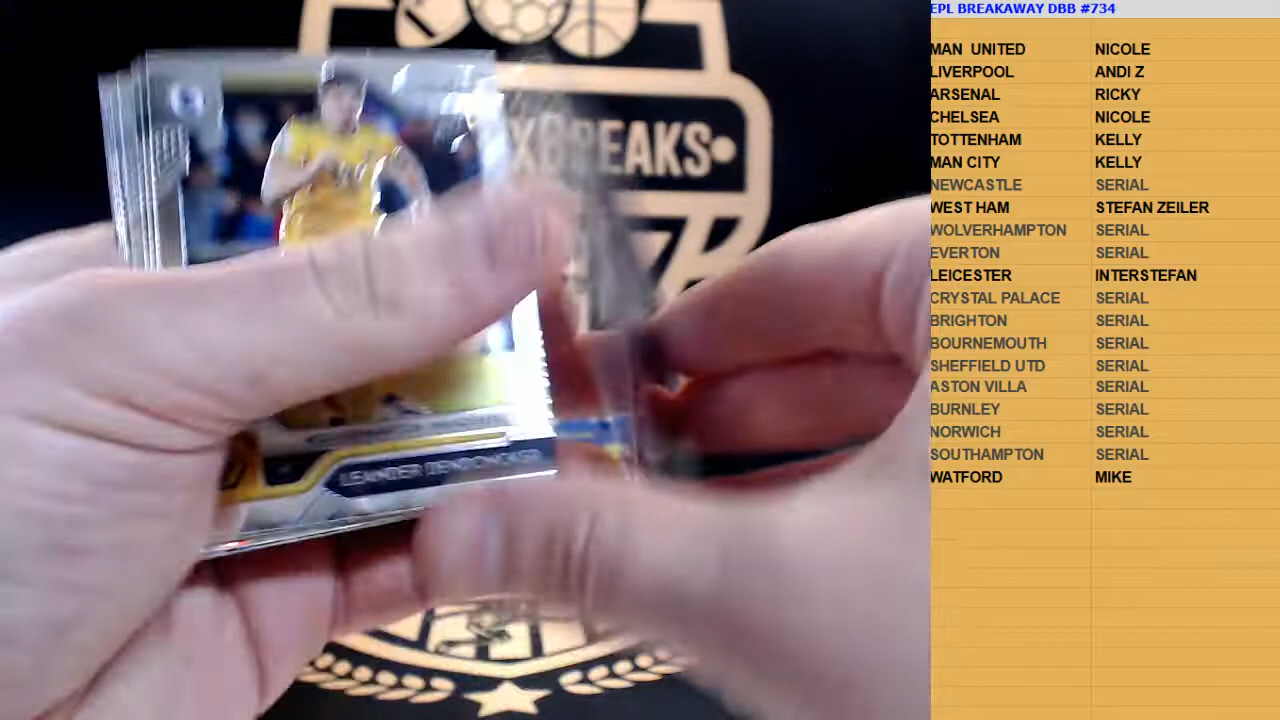 EPL BREAKAWAY DBB #734
MAN UNITED NICOLE
LIVERPOOL ANDI Z
ARSENAL RICKY
CHELSEA NICOLE
TOTTENHAM KELLY
MAN CITY KELLY
NEWCASTLE SERIAL
WEST HAM STEFAN ZEILER
WOLVERHAMPTON SERIAL
EVERTON SERIAL
LEICESTER INTERSTEFAN
CRYSTAL PALACE SERIAL
BRIGHTON SERIAL
BOURNEMOUTH SERIAL
SHEFFIELD UTD SERIAL
ASTON VILLA SERIAL
BURNLEY SERIAL
NORWICH SERIAL
SOUTHAMPTON SERIAL
WATFORD MIKE
BREAKS
LEANDER DENDONCKER